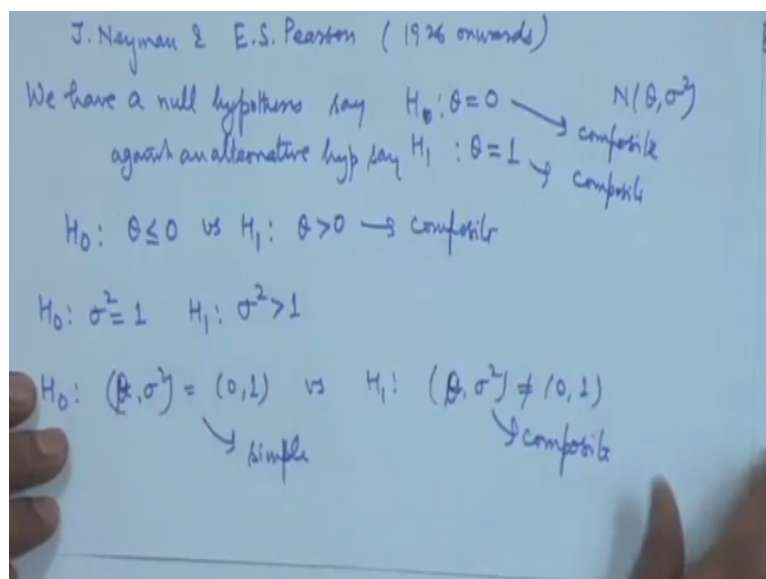 J. Neyman & E.S. Pearson (1926 onwards)
We have a null hypothesis say H₀: θ=0 → composite N(θ,σ²)
against an alternative hyp say H₁ : θ=1 → composite
H₀: θ≤0 vs H₁: θ>0 → composite
H₀: σ²=1 H₁: σ²>1
H₀: (θ,σ²) = (0,1) vs H₁: (θ,σ²) ≠ (0,1)
→ simple → composite